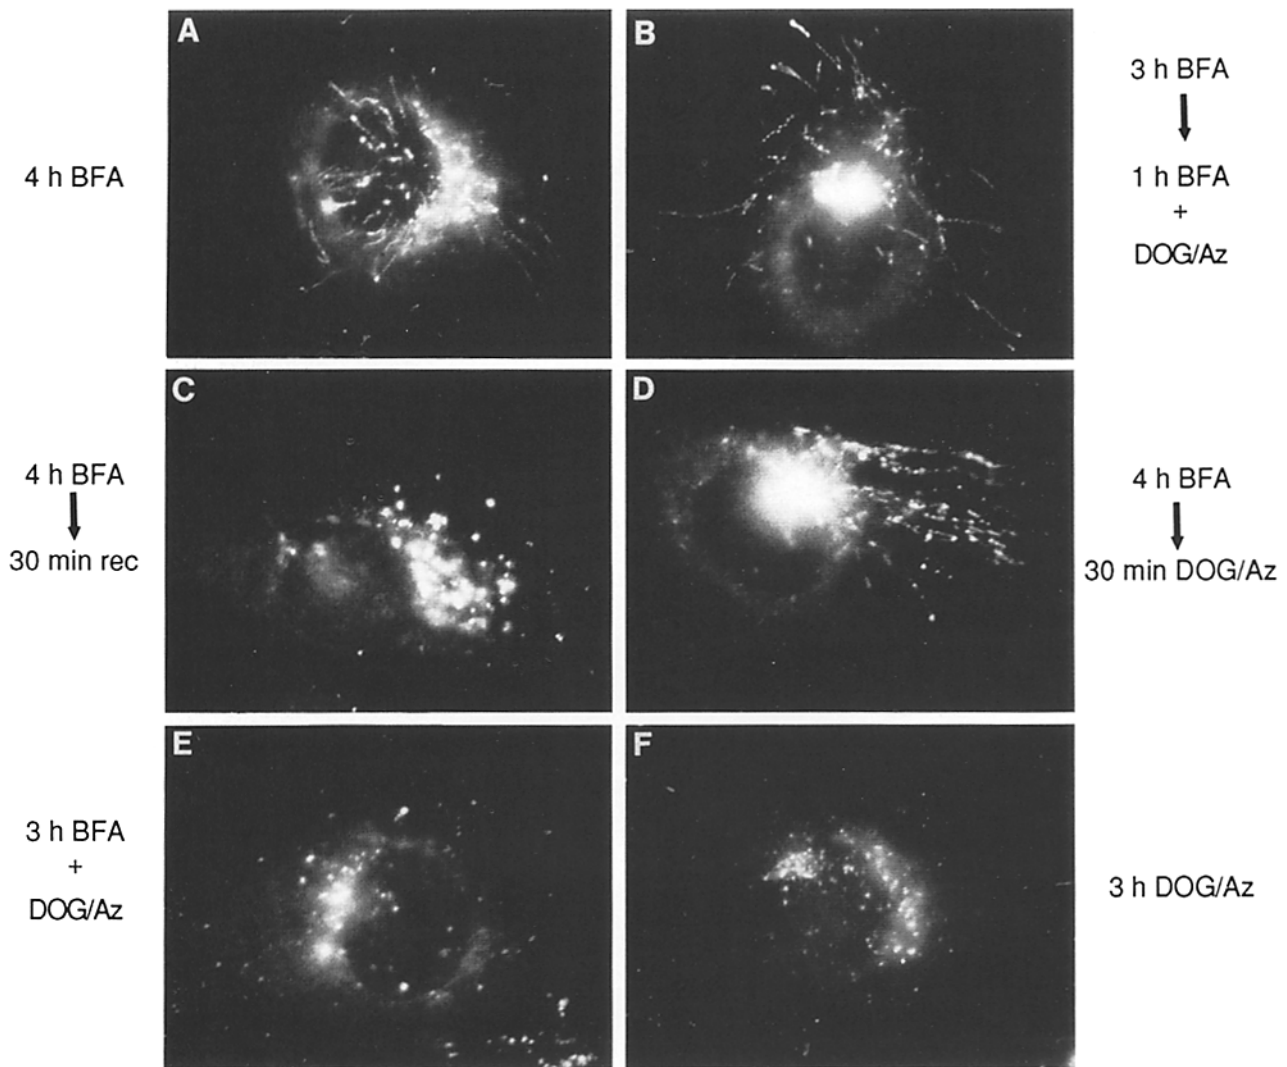 A
B
4 h BFA
3 h BFA
1 h BFA
+
DOG/Az
C
D
4 h BFA
30 min rec
4 h BFA
30 min DOG/Az
E
F
3 h BFA
+
DOG/Az
3 h DOG/Az